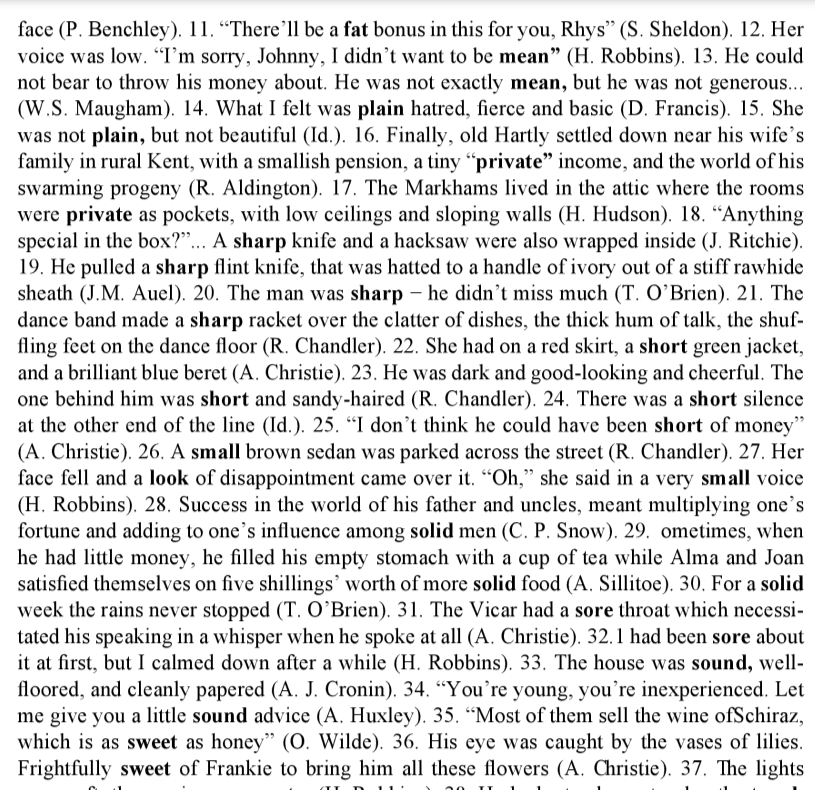 face (P. Benchley). 11. “There’ll be a fat bonus in this for you, Rhys” (S. Sheldon). 12. Her
voice was low. “I’m sorry, Johnny, I didn’t want to be mean” (H. Robbins). 13. He could
not bear to throw his money about. He was not exactly mean, but he was not generous...
(W.S. Maugham). 14. What I felt was plain hatred, fierce and basic (D. Francis). 15. She
was not plain, but not beautiful (Id.). 16. Finally, old Hartly settled down near his wife’s
family in rural Kent, with a smallish pension, a tiny “private” income, and the world of his
swarming progeny (R. Aldington). 17. The Markhams lived in the attic where the rooms
were private as pockets, with low ceilings and sloping walls (H. Hudson). 18. “Anything
special in the box?”... A sharp knife and a hacksaw were also wrapped inside (J. Ritchie).
19. He pulled a sharp flint knife, that was hatted to a handle of ivory out of a stiff rawhide
sheath (J.M. Auel). 20. The man was sharp − he didn’t miss much (T. O’Brien). 21. The
dance band made a sharp racket over the clatter of dishes, the thick hum of talk, the shuf-
fling feet on the dance floor (R. Chandler). 22. She had on a red skirt, a short green jacket,
and a brilliant blue beret (A. Christie). 23. He was dark and good-looking and cheerful. The
one behind him was short and sandy-haired (R. Chandler). 24. There was a short silence
at the other end of the line (Id.). 25. “I don’t think he could have been short of money”
(A. Christie). 26. A small brown sedan was parked across the street (R. Chandler). 27. Her
face fell and a look of disappointment came over it. “Oh,” she said in a very small voice
(H. Robbins). 28. Success in the world of his father and uncles, meant multiplying one’s
fortune and adding to one’s influence among solid men (C. P. Snow). 29. ometimes, when
he had little money, he filled his empty stomach with a cup of tea while Alma and Joan
satisfied themselves on five shillings’ worth of more solid food (A. Sillitoe). 30. For a solid
week the rains never stopped (T. O’Brien). 31. The Vicar had a sore throat which necessi-
tated his speaking in a whisper when he spoke at all (A. Christie). 32.1 had been sore about
it at first, but I calmed down after a while (H. Robbins). 33. The house was sound, well-
floored, and cleanly papered (A. J. Cronin). 34. “You’re young, you’re inexperienced. Let
me give you a little sound advice (A. Huxley). 35. “Most of them sell the wine ofSchiraz,
which is as sweet as honey” (O. Wilde). 36. His eye was caught by the vases of lilies.
Frightfully sweet of Frankie to bring him all these flowers (A. Christie). 37. The lights